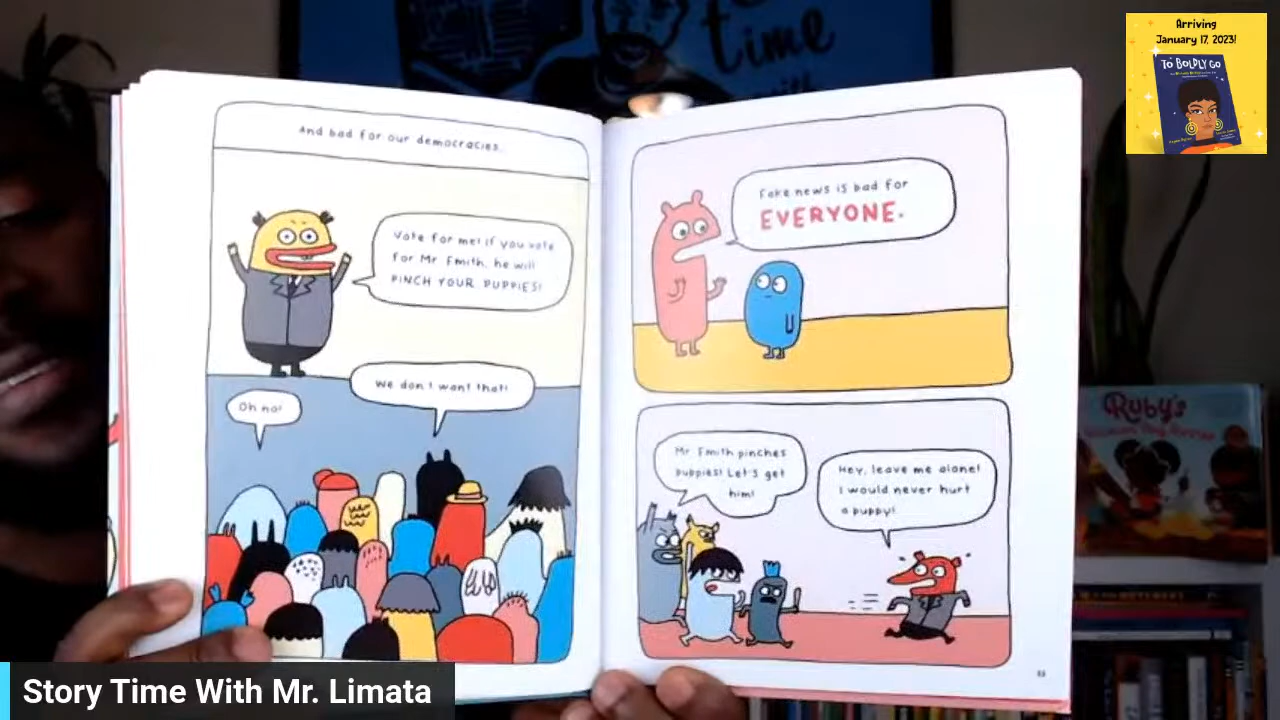 time
Arriving
January 17, 2023!
TO BOLDLY GO
And bad for our democracies.
Vote for me! If you vote
for Mr Fmith, he will
PINCH YOUR PUPPIES!
We don't want that!
Oh no!
Fake news is bad for
EVERYONE.
Mr Fmith pinches
puppies! Let's get
him!
Hey, leave me alone!
I would never hurt
a puppy!
Ruby's
Story Time With Mr. Limata